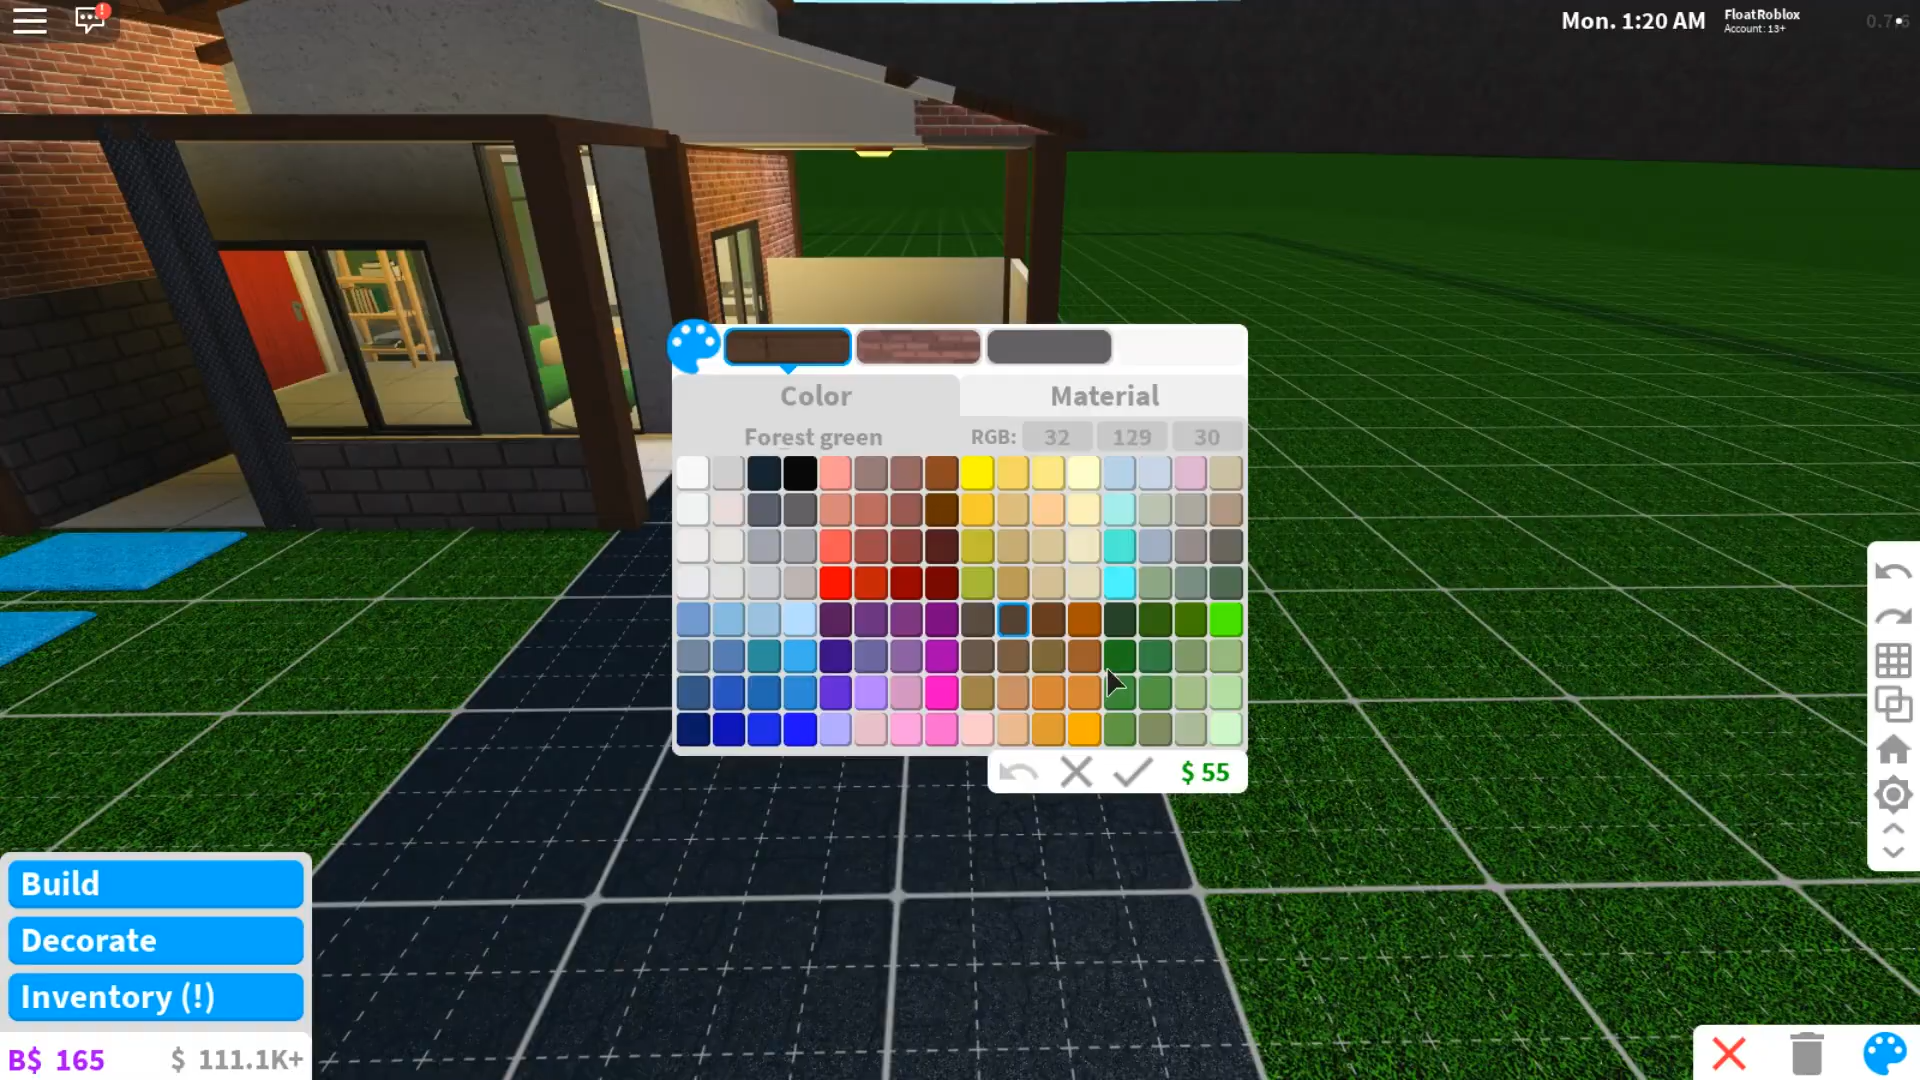 Mon. 1:20 AM
FloatRoblox
Account: 13+
Color
Material
Forest green
RGB: 32 129 30
$ 55
Build
Decorate
Inventory (!)
B$ 165
$ 111.1K+